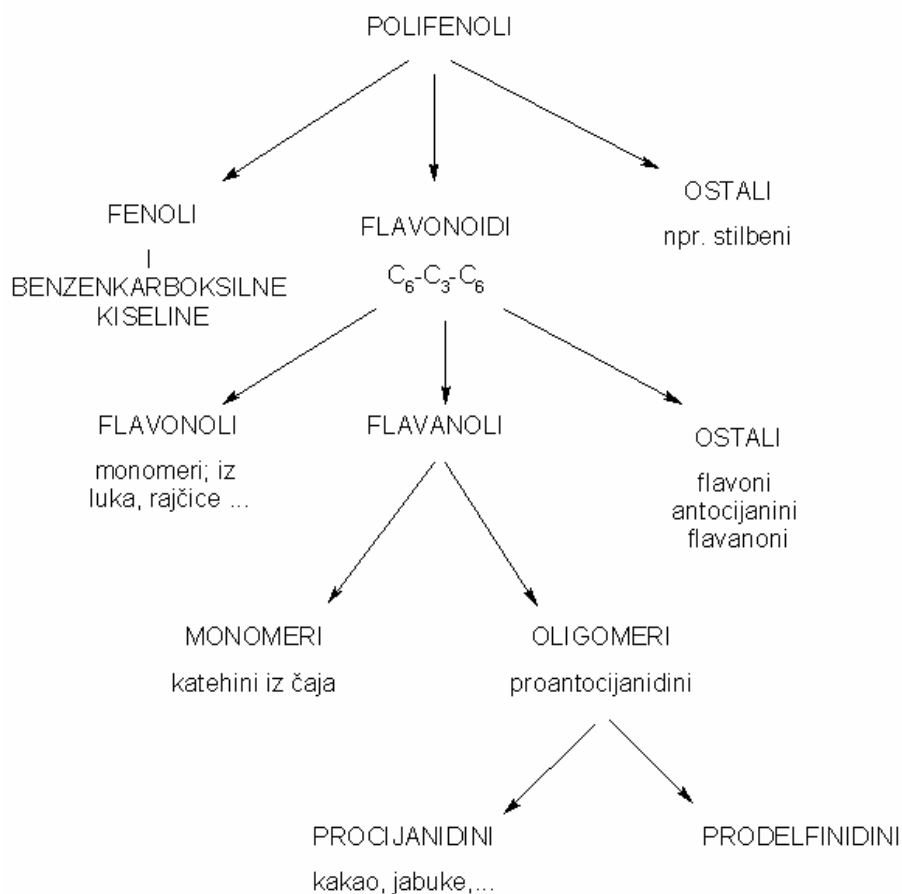 POLIFENOLI
FENOLI
I
BENZENKARBOKSILNE
KISELINE
FLAVONOIDI
C₆-C₃-C₆
OSTALI
npr. stilbeni
FLAVONOLI
monomeri; iz
luka, rajčice ...
FLAVANOLI
OSTALI
flavoni
antocijanini
flavanoni
MONOMERI
katehini iz čaja
OLIGOMERI
proantocijanidini
PROCIJANIDINI
kakao, jabuke,...
PRODELFINIDINI